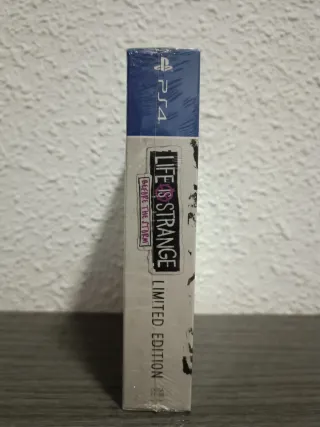 PS4
LIFE IS STRANGE
BEFORE THE STORM
LIMITED EDITION